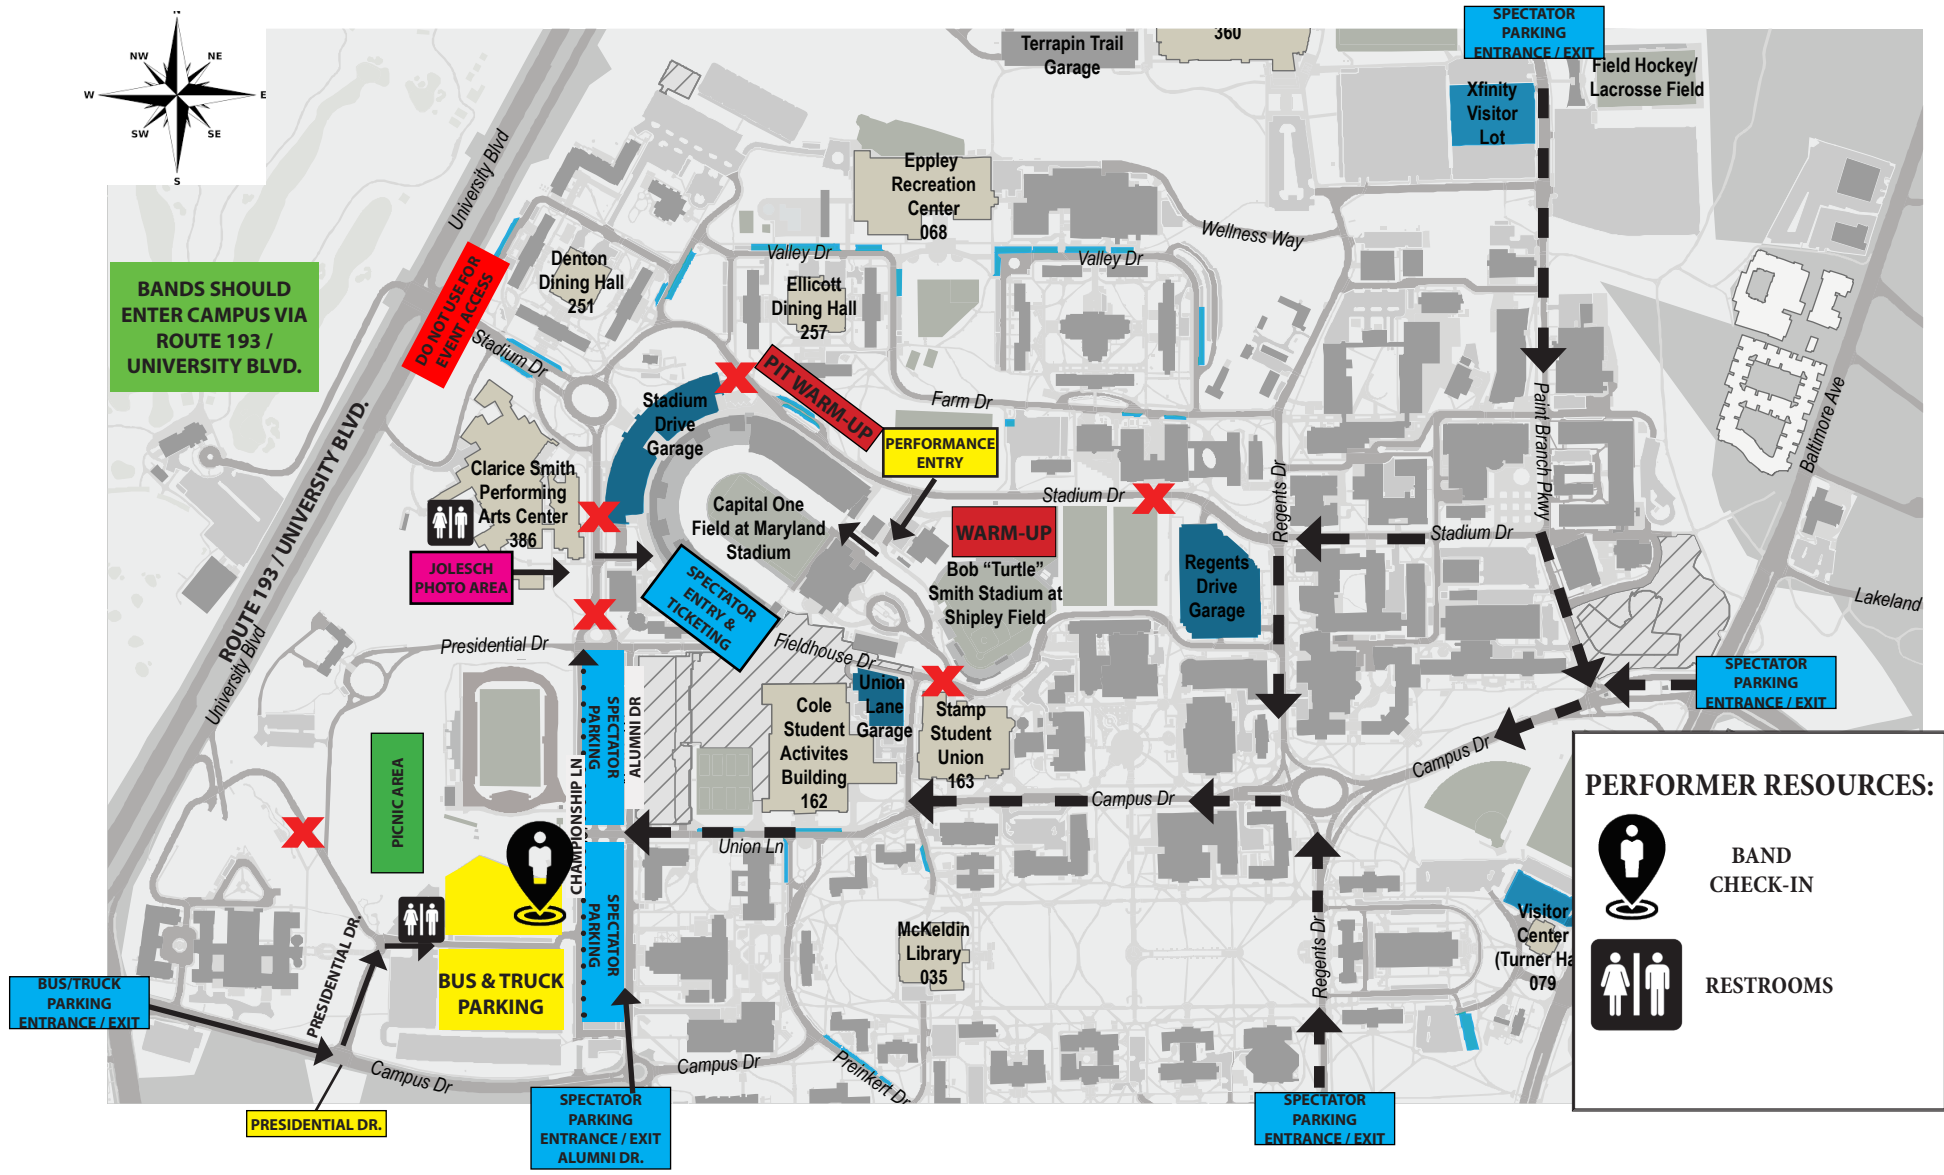 N
NW
NE
W
E
SW
SE
S
SPECTATOR
PARKING
ENTRANCE / EXIT
360
Terrapin Trail
Garage
Field Hockey/
Lacrosse Field
Xfinity
Visitor
Lot
University Blvd
Eppley
Recreation
Center
068
Wellness Way
Valley Dr
Valley Dr
Denton
Dining Hall
251
Ellicott
Dining Hall
257
BANDS SHOULD
ENTER CAMPUS VIA
ROUTE 193 /
UNIVERSITY BLVD.
DO NOT USE FOR
EVENT ACCESS
Stadium Dr
PIT WARM-UP
Stadium
Drive
Garage
Farm Dr
PERFORMANCE
ENTRY
Paint Branch Pkwy
Baltimore Ave
ROUTE 193 / UNIVERSITY BLVD.
Clarice Smith
Performing
Arts Center
386
Capital One
Field at Maryland
Stadium
Stadium Dr
Regents Dr
Stadium Dr
WARM-UP
JOLESCH
PHOTO AREA
SPECTATOR
ENTRY &
TICKETING
Bob “Turtle”
Smith Stadium at
Shipley Field
Regents
Drive
Garage
Lakeland
University Blvd
Presidential Dr
Fieldhouse Dr
SPECTATOR
PARKING
ENTRANCE / EXIT
Union
Lane
Garage
Cole
Student
Activites
Building
162
Stamp
Student
Union
163
SPECTATOR
PARKING
ALUMNI DR
CHAMPIONSHIP LN
PICNIC AREA
Campus Dr
Campus Dr
Union Ln
SPECTATOR
PARKING
PERFORMER RESOURCES:
BAND
CHECK-IN
RESTROOMS
McKeldin
Library
035
Visitor
Center
(Turner Ha
079
Regents Dr
PRESIDENTIAL DR.
BUS & TRUCK
PARKING
BUS/TRUCK
PARKING
ENTRANCE / EXIT
Campus Dr
Campus Dr
Preinkert Dr
PRESIDENTIAL DR.
SPECTATOR
PARKING
ENTRANCE / EXIT
ALUMNI DR.
SPECTATOR
PARKING
ENTRANCE / EXIT